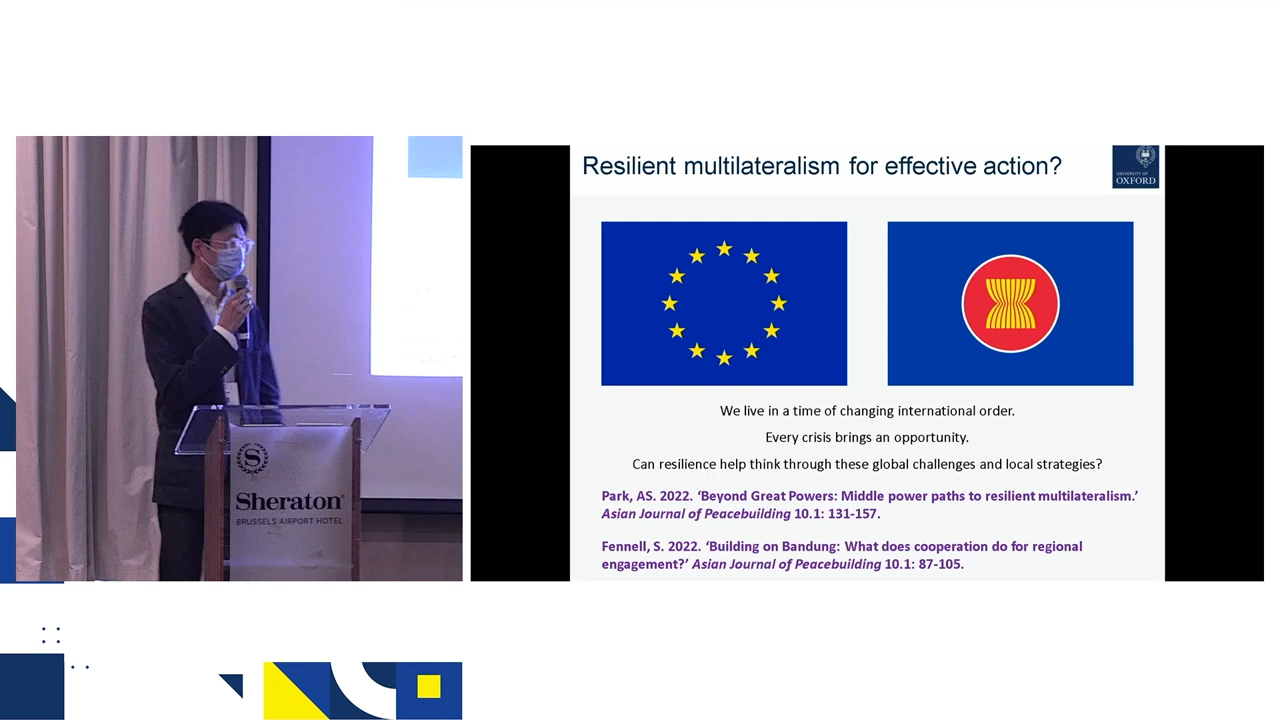 Resilient multilateralism for effective action?
UNIVERSITY OF
OXFORD
We live in a time of changing international order.
Every crisis brings an opportunity.
Can resilience help think through these global challenges and local strategies?
Park, AS. 2022. ‘Beyond Great Powers: Middle power paths to resilient multilateralism.’
Asian Journal of Peacebuilding 10.1: 131-157.
Fennell, S. 2022. ‘Building on Bandung: What does cooperation do for regional
engagement?’ Asian Journal of Peacebuilding 10.1: 87-105.
S
Sheraton®
BRUSSELS AIRPORT HOTEL